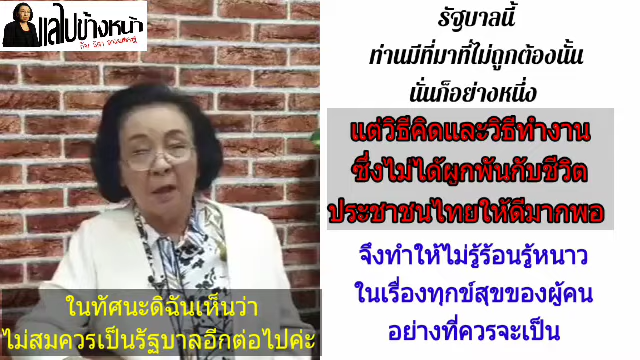 แลไปข้างหน้า
รัฐบาลนี้
ท่านมีที่มาที่ไม่ถูกต้องนั้น
นั่นก็อย่างหนึ่ง
แต่วิธีคิดและวิธีทำงาน
ซึ่งไม่ได้ผูกพันกับชีวิต
ประชาชนไทยให้ดีมากพอ
จึงทำให้ไม่รู้ร้อนรู้หนาว
ในเรื่องทุกข์สุขของผู้คน
อย่างที่ควรจะเป็น
ในทัศนะดิฉันเห็นว่า
ไม่สมควรเป็นรัฐบาลอีกต่อไปค่ะ